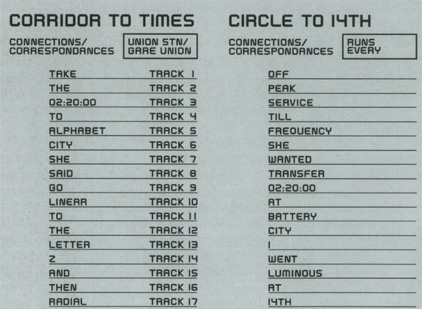 CORRIDOR TO TIMES
CONNECTIONS/
CORRESPONDANCES
UNION STN/
GARE UNION
TAKE TRACK 1
THE TRACK 2
02:20:00 TRACK 3
TO TRACK 4
ALPHABET TRACK 5
CITY TRACK 6
SHE TRACK 7
SAID TRACK 8
GO TRACK 9
LINEAR TRACK 10
TO TRACK 11
THE TRACK 12
LETTER TRACK 13
Z TRACK 14
AND TRACK 15
THEN TRACK 16
RADIAL TRACK 17
CIRCLE TO 14TH
CONNECTIONS/
CORRESPONDANCES
RUNS
EVERY
OFF
PEAK
SERVICE
TILL
FREQUENCY
SHE
WANTED
TRANSFER
02:20:00
AT
BATTERY
CITY
I
WENT
LUMINOUS
AT
14TH